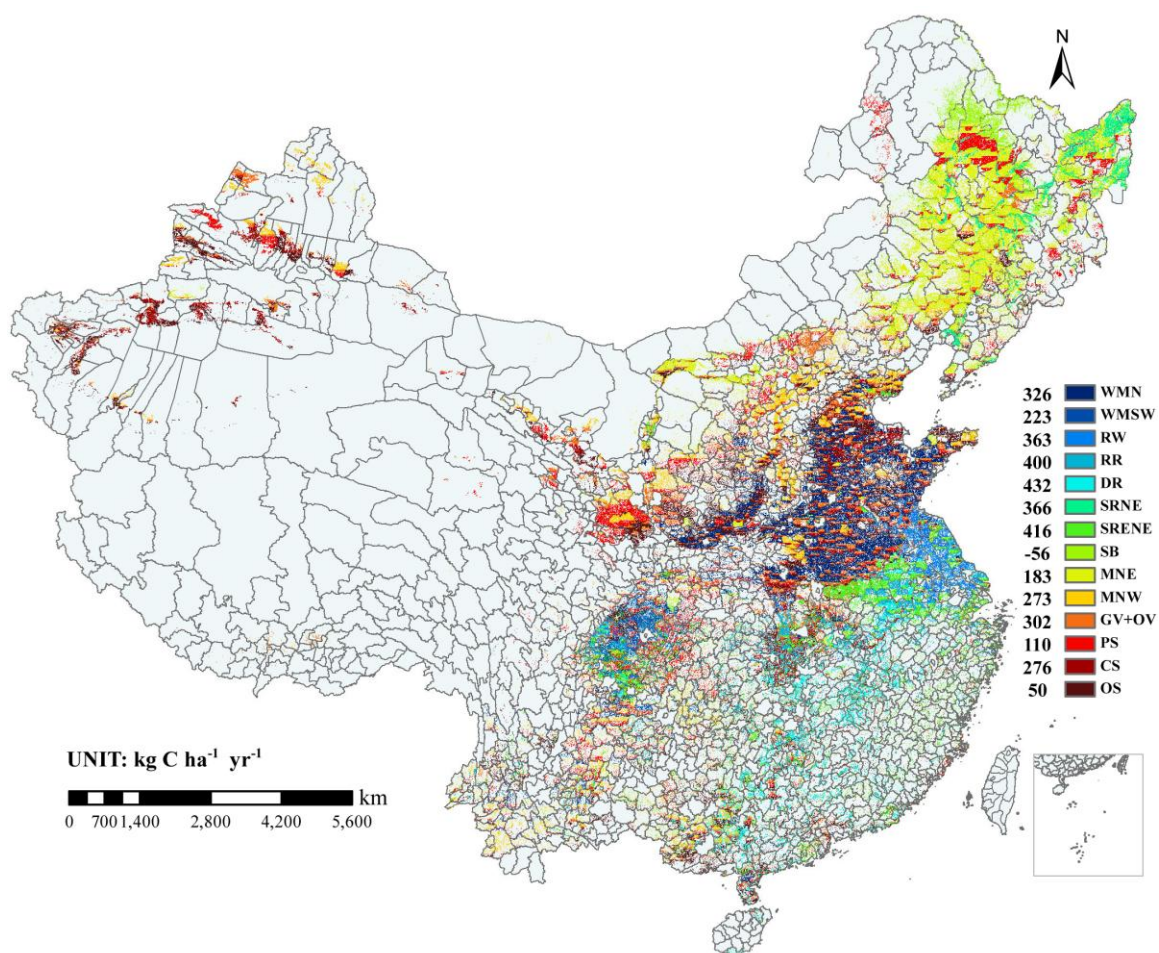 N
326 WMN
223 WMSW
363 RW
400 RR
432 DR
366 SRNE
416 SRENE
-56 SB
183 MNE
273 MNW
302 GV+OV
110 PS
276 CS
50 OS
UNIT: kg C ha⁻¹ yr⁻¹
km
0 700 1,400 2,800 4,200 5,600